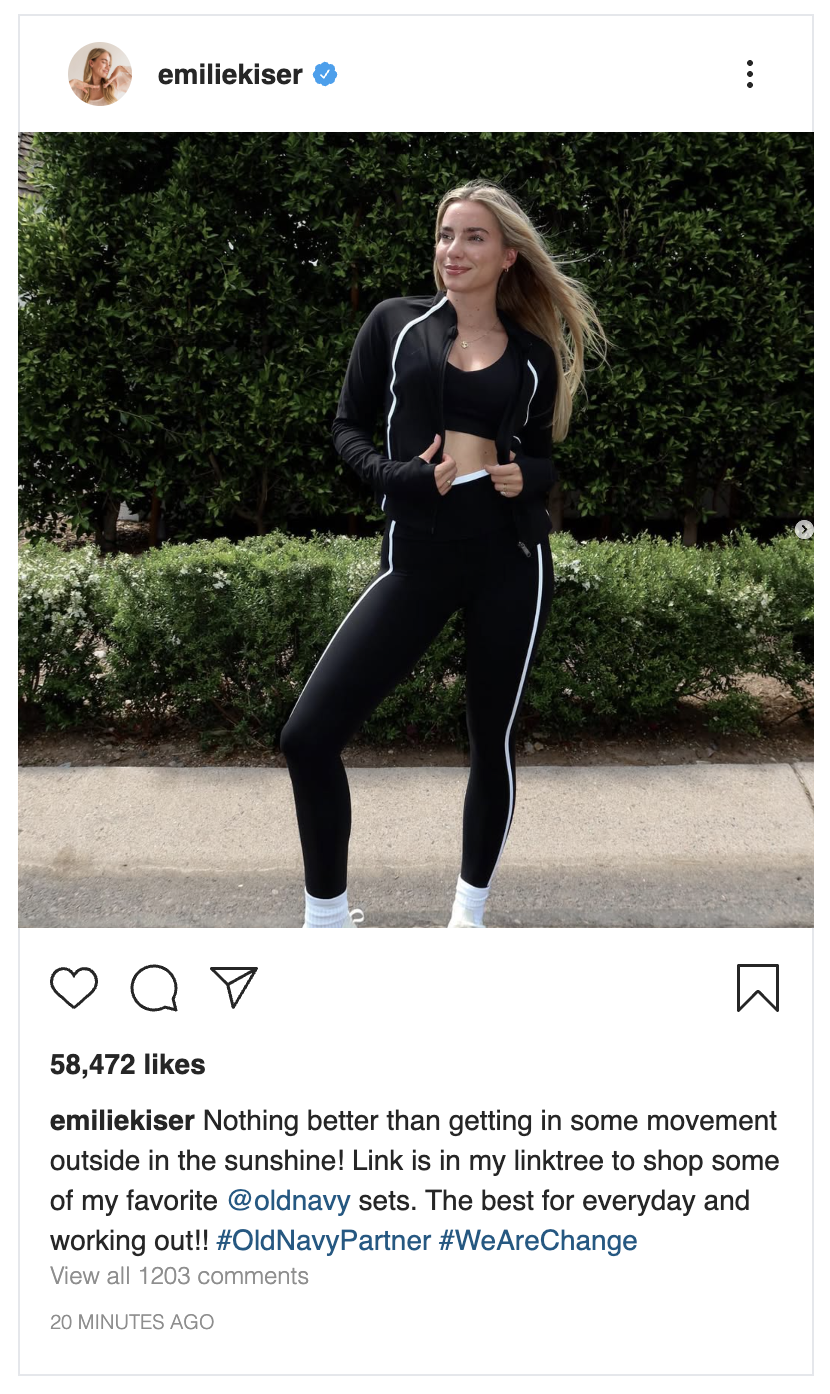 emiliekiser
58,472 likes
emiliekiser Nothing better than getting in some movement
outside in the sunshine! Link is in my linktree to shop some
of my favorite @oldnavy sets. The best for everyday and
working out!! #OldNavyPartner #WeAreChange
View all 1203 comments
20 MINUTES AGO